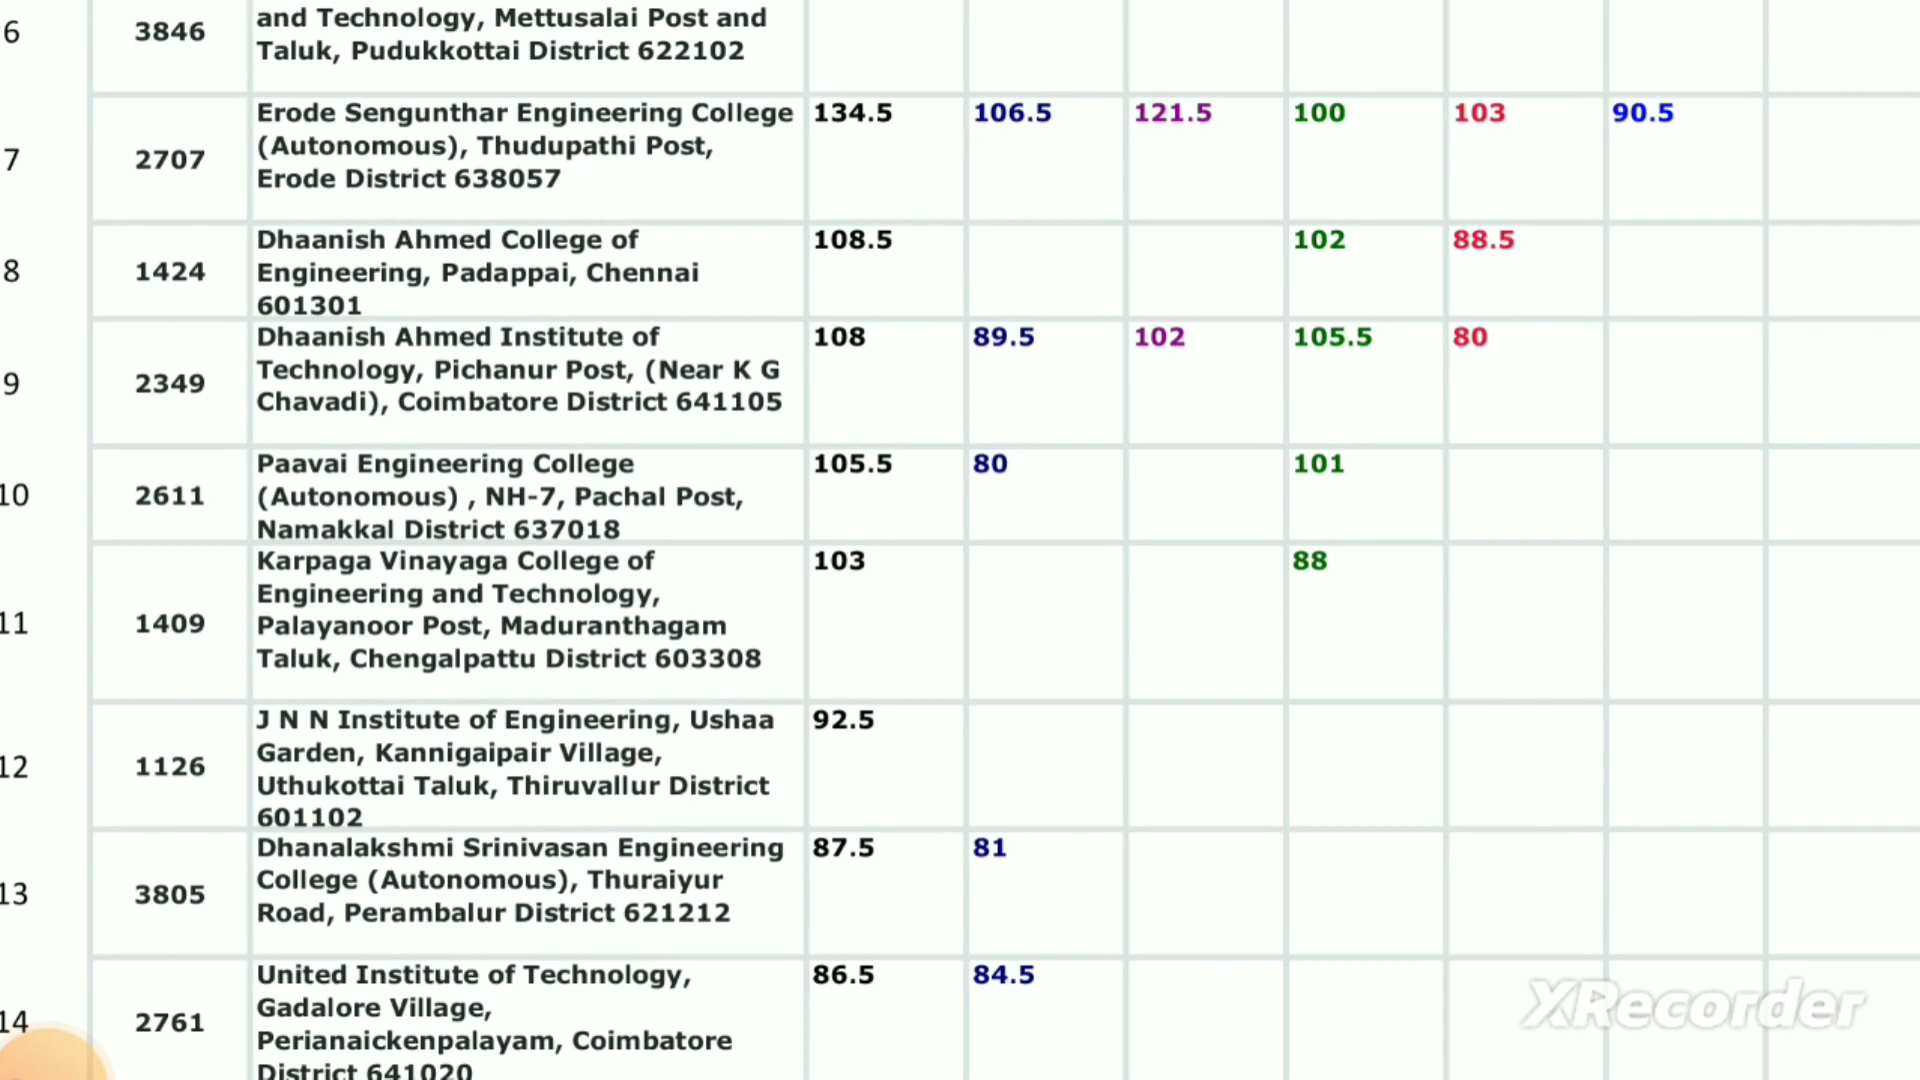 6 3846 and Technology, Mettusalai Post and
Taluk, Pudukkottai District 622102
7 2707 Erode Sengunthar Engineering College 134.5 106.5 121.5 100 103 90.5
(Autonomous), Thudupathi Post,
Erode District 638057
8 1424 Dhaanish Ahmed College of 108.5 102 88.5
Engineering, Padappai, Chennai
601301
9 2349 Dhaanish Ahmed Institute of 108 89.5 102 105.5 80
Technology, Pichanur Post, (Near K G
Chavadi), Coimbatore District 641105
10 2611 Paavai Engineering College 105.5 80 101
(Autonomous) , NH-7, Pachal Post,
Namakkal District 637018
11 1409 Karpaga Vinayaga College of 103 88
Engineering and Technology,
Palayanoor Post, Maduranthagam
Taluk, Chengalpattu District 603308
12 1126 J N N Institute of Engineering, Ushaa 92.5
Garden, Kannigaipair Village,
Uthukottai Taluk, Thiruvallur District
601102
13 3805 Dhanalakshmi Srinivasan Engineering 87.5 81
College (Autonomous), Thuraiyur
Road, Perambalur District 621212
14 2761 United Institute of Technology, 86.5 84.5
Gadalore Village,
Perianaickenpalayam, Coimbatore
District 641020
XRecorder